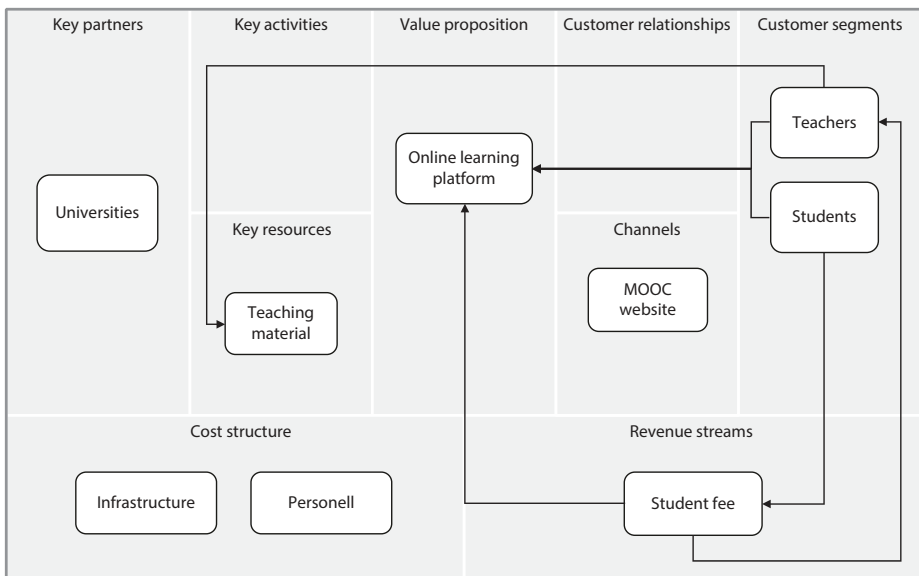 Key partners
Key activities
Value proposition
Customer relationships
Customer segments
Teachers
Online learning
platform
Universities
Students
Key resources
Channels
Teaching
material
MOOC
website
Cost structure
Revenue streams
Infrastructure
Personell
Student fee